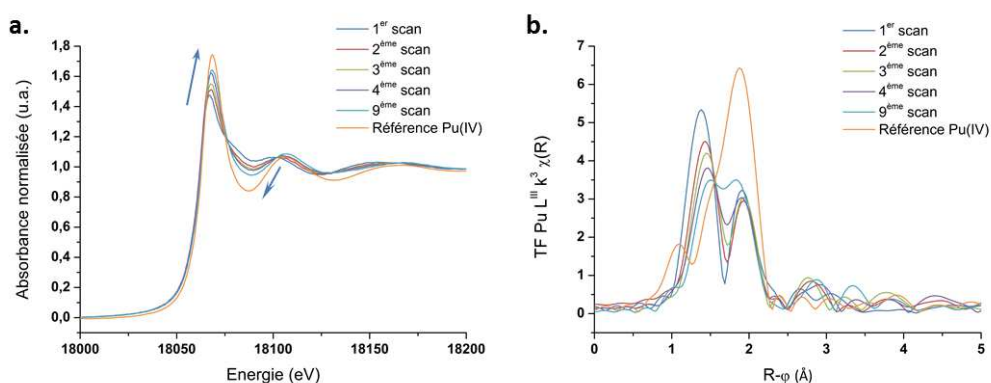 a.
1er scan
2ème scan
3ème scan
4ème scan
9ème scan
Référence Pu(IV)
Absorbance normalisée (u.a.)
1,8
1,6
1,4
1,2
1,0
0,8
0,6
0,4
0,2
0,0
18000 18050 18100 18150 18200
Energie (eV)
b.
1er scan
2ème scan
3ème scan
4ème scan
9ème scan
Référence Pu(IV)
TF Pu LIII k3 χ(R)
7
6
5
4
3
2
1
0
0 1 2 3 4 5
R-φ (Å)